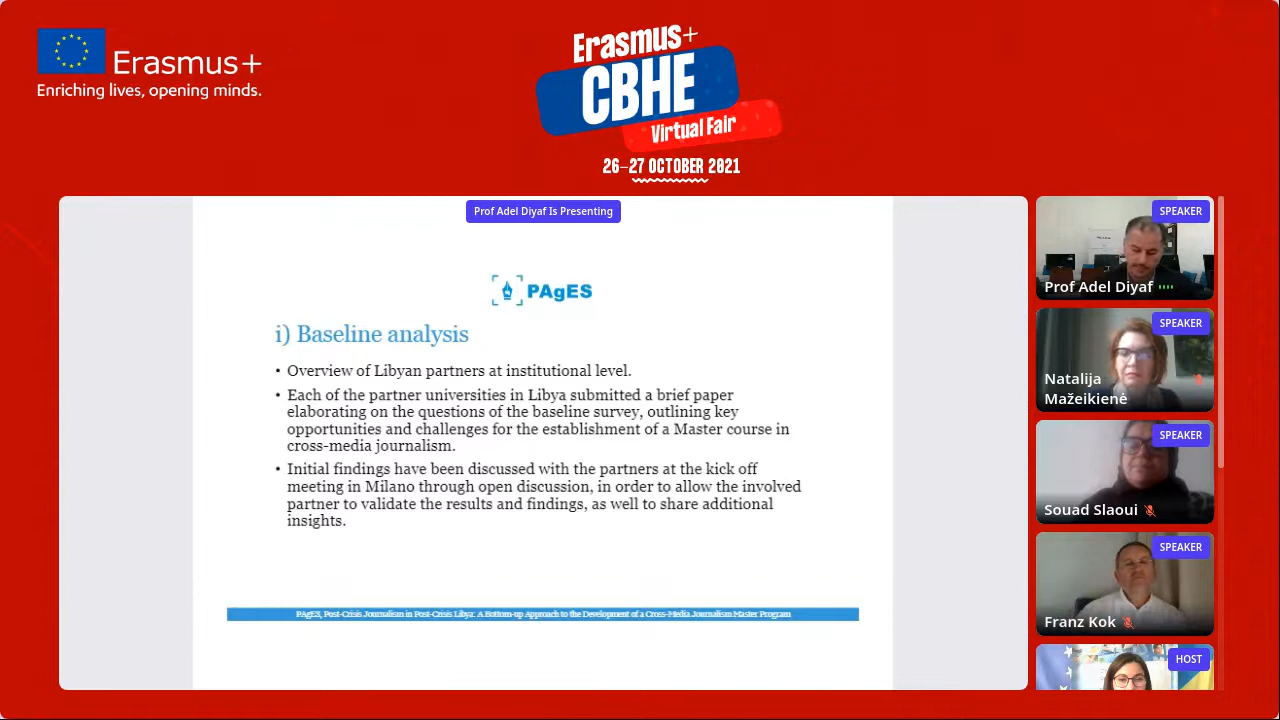 Erasmus+
Enriching lives, opening minds.
Erasmus+
CBHE
Virtual Fair
26–27 OCTOBER 2021
Prof Adel Diyaf Is Presenting
PAgES
i) Baseline analysis
• Overview of Libyan partners at institutional level.
• Each of the partner universities in Libya submitted a brief paper
elaborating on the questions of the baseline survey, outlining key
opportunities and challenges for the establishment of a Master course in
cross-media journalism.
• Initial findings have been discussed with the partners at the kick off
meeting in Milano through open discussion, in order to allow the involved
partner to validate the results and findings, as well to share additional
insights.
PAgES, Post-Crisis Journalism in Post-Crisis Libya: A Bottom-up Approach to the Development of a Cross-Media Journalism Master Program
SPEAKER
Prof Adel Diyaf
SPEAKER
Natalija
Mažeikienė
SPEAKER
Souad Slaoui
SPEAKER
Franz Kok
HOST